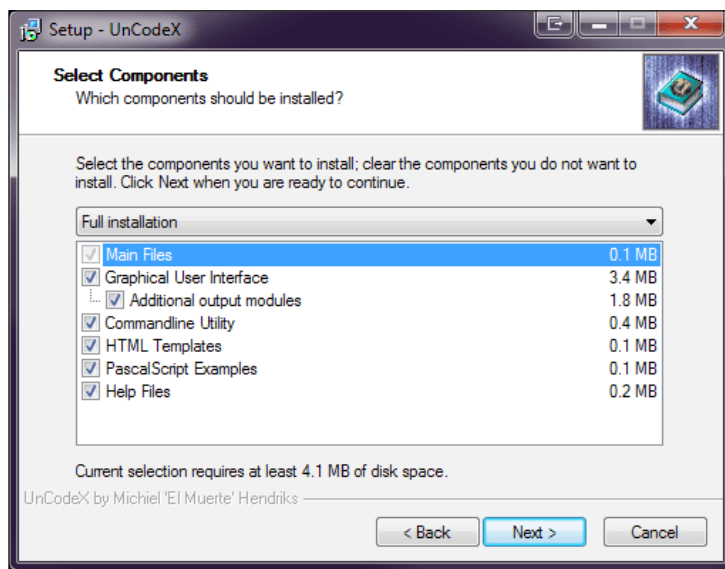 Setup - UnCodeX
Select Components
Which components should be installed?
Select the components you want to install; clear the components you do not want to
install. Click Next when you are ready to continue.
Full installation
Main Files 0.1 MB
Graphical User Interface 3.4 MB
Additional output modules 1.8 MB
Commandline Utility 0.4 MB
HTML Templates 0.1 MB
PascalScript Examples 0.1 MB
Help Files 0.2 MB
Current selection requires at least 4.1 MB of disk space.
UnCodeX by Michiel 'El Muerte' Hendriks
< Back Next > Cancel